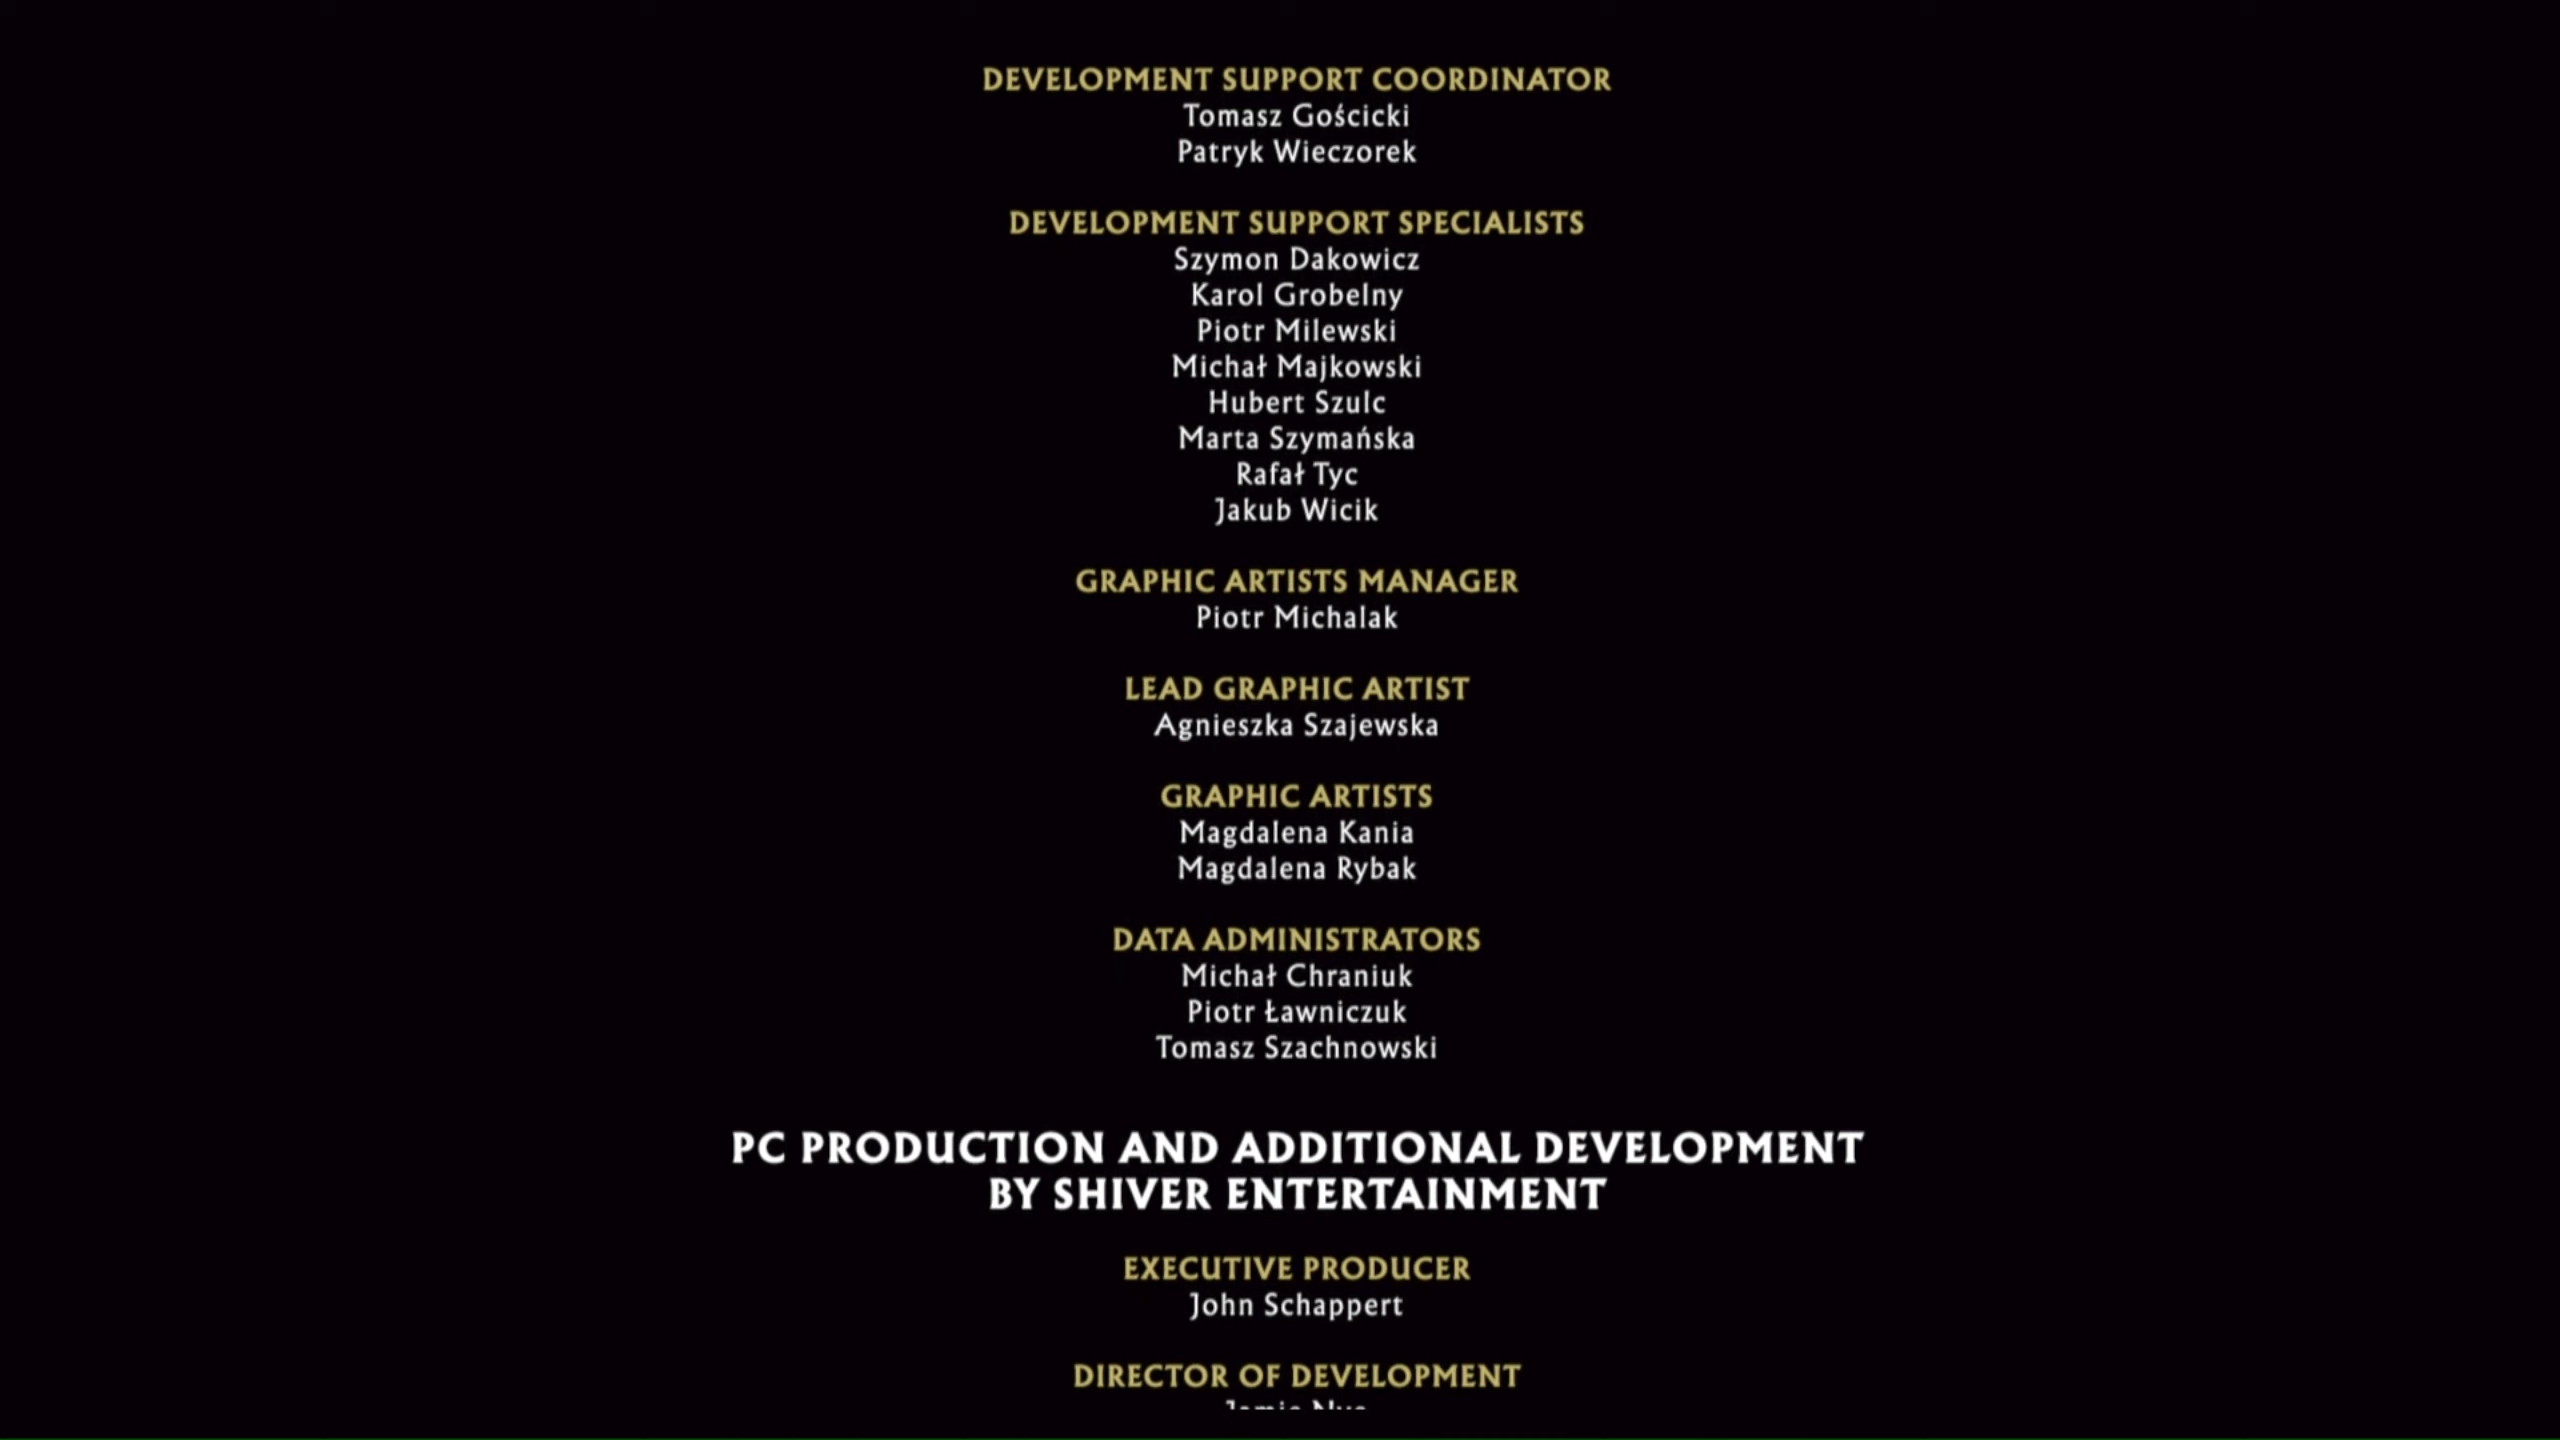 DEVELOPMENT SUPPORT COORDINATOR
Tomasz Gościcki
Patryk Wieczorek
DEVELOPMENT SUPPORT SPECIALISTS
Szymon Dakowicz
Karol Grobelny
Piotr Milewski
Michał Majkowski
Hubert Szulc
Marta Szymańska
Rafał Tyc
Jakub Wicik
GRAPHIC ARTISTS MANAGER
Piotr Michalak
LEAD GRAPHIC ARTIST
Agnieszka Szajewska
GRAPHIC ARTISTS
Magdalena Kania
Magdalena Rybak
DATA ADMINISTRATORS
Michał Chraniuk
Piotr Ławniczuk
Tomasz Szachnowski
PC PRODUCTION AND ADDITIONAL DEVELOPMENT
BY SHIVER ENTERTAINMENT
EXECUTIVE PRODUCER
John Schappert
DIRECTOR OF DEVELOPMENT